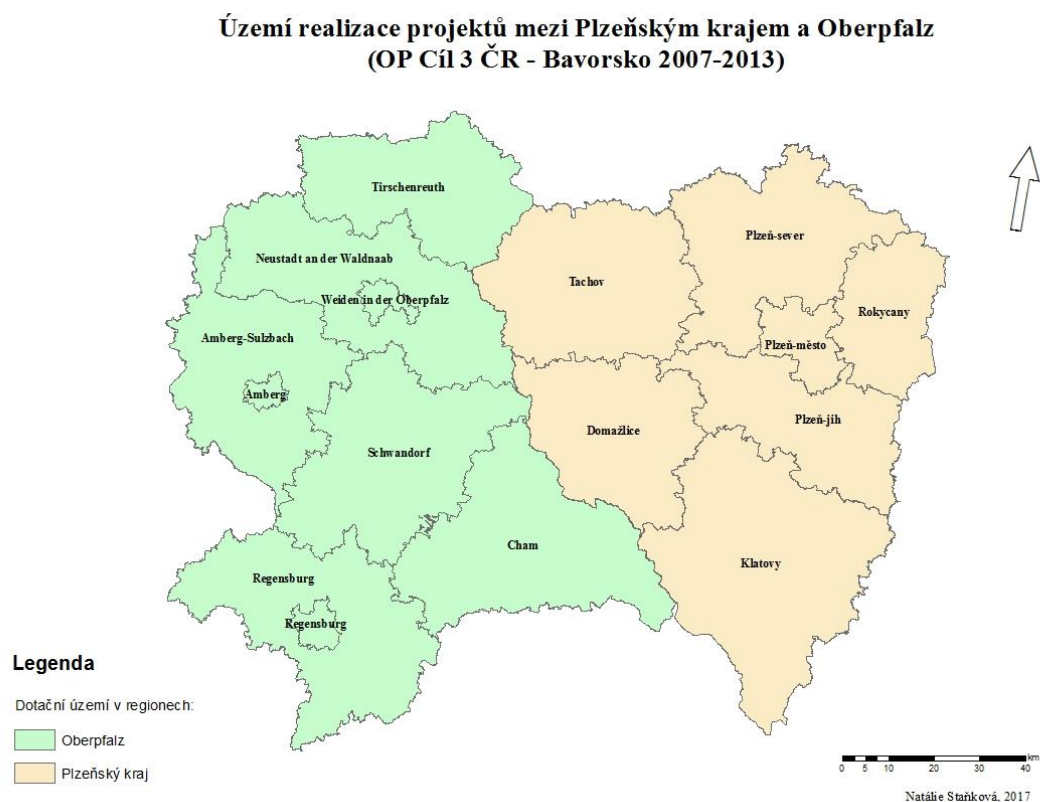 Území realizace projektů mezi Plzeňským krajem a Oberpfalz
(OP Cíl 3 ČR - Bavorsko 2007-2013)
Tirschenreuth
Plzeň-sever
Neustadt an der Waldnaab
Tachov
Weiden in der Oberpfalz
Rokycany
Amberg-Sulzbach
Plzeň-město
Amberg
Plzeň-jih
Domažlice
Schwandorf
Cham
Klatovy
Regensburg
Regensburg
Legenda
Dotační území v regionech:
Oberpfalz
Plzeňský kraj
km
0 5 10 20 30 40
Natálie Staňková, 2017